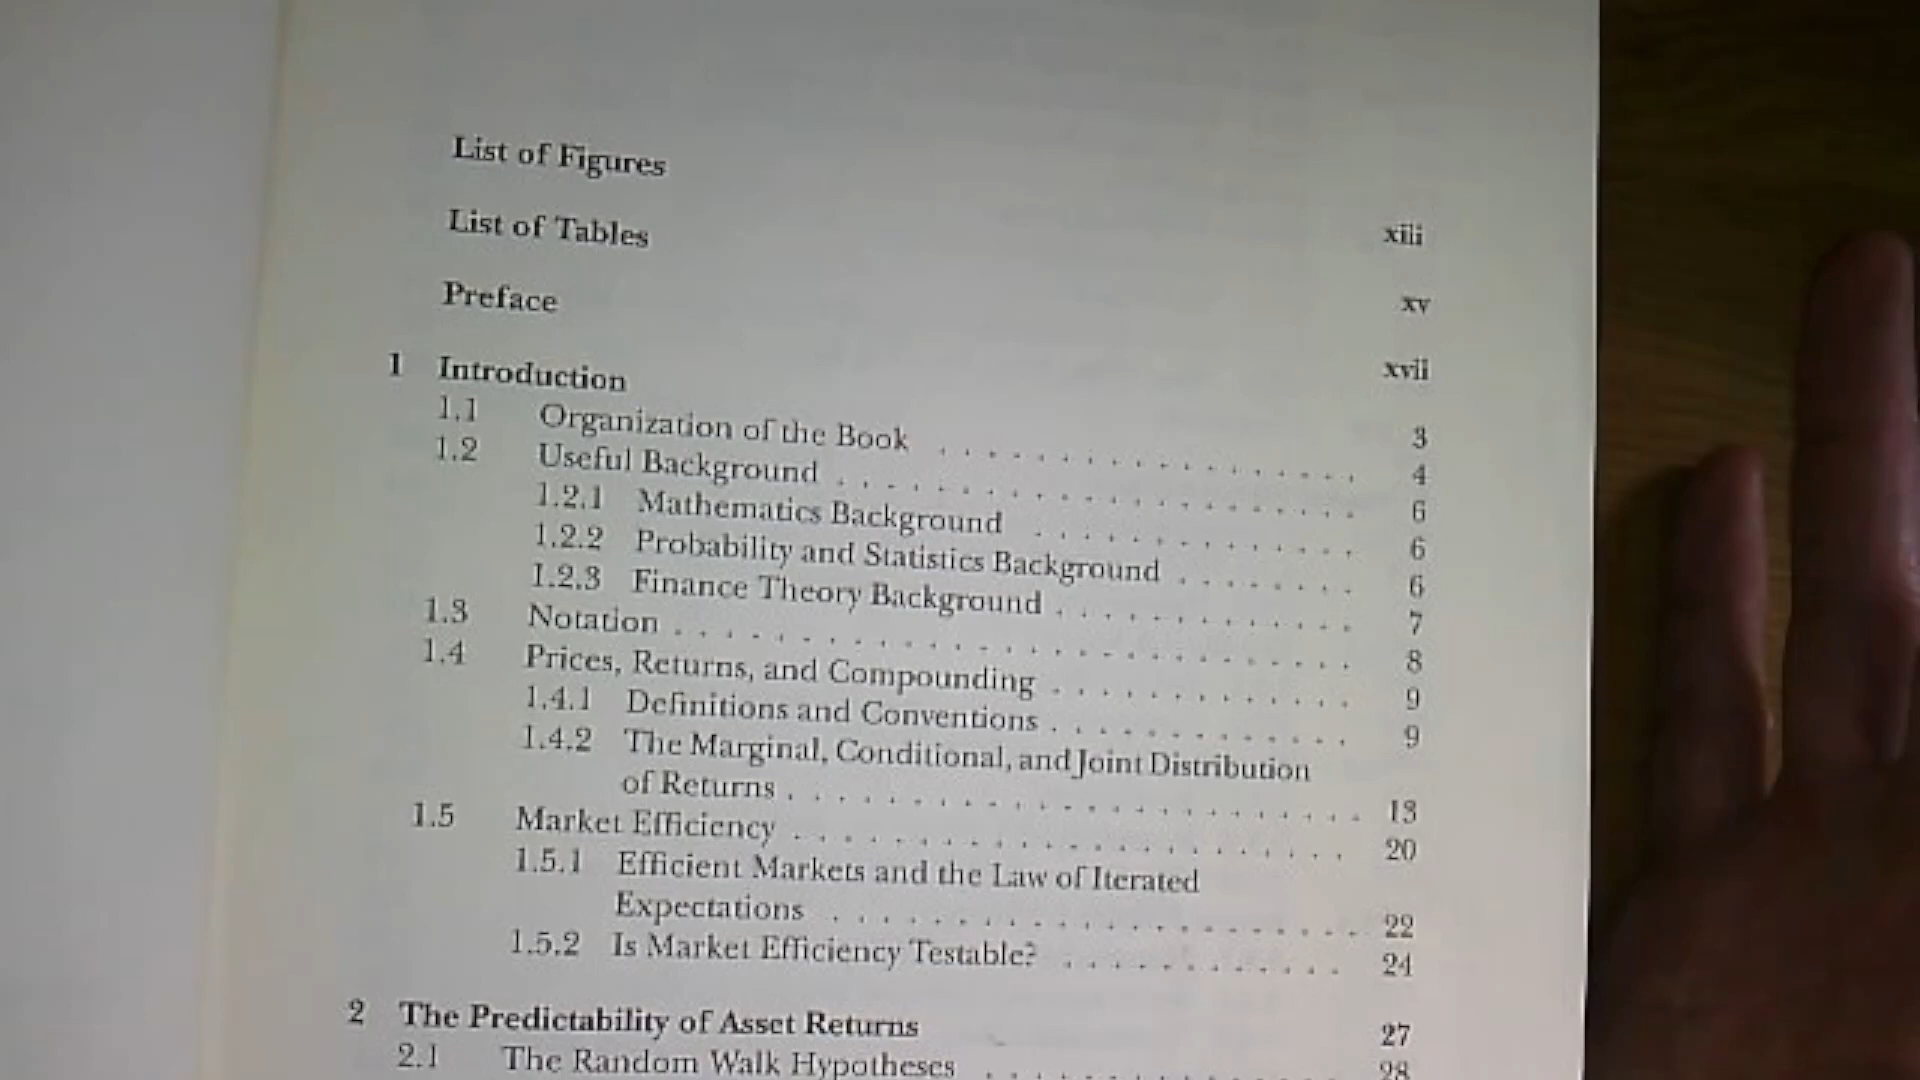 List of Figures xiii
List of Tables xv
Preface xvii
1 Introduction 3
1.1 Organization of the Book . . . . . . . . . . . . . . . . . 4
1.2 Useful Background . . . . . . . . . . . . . . . . . . . . . 6
1.2.1 Mathematics Background . . . . . . . . . . . . . . 6
1.2.2 Probability and Statistics Background . . . . . . . . 6
1.2.3 Finance Theory Background . . . . . . . . . . . . 7
1.3 Notation . . . . . . . . . . . . . . . . . . . . . . . . . . 8
1.4 Prices, Returns, and Compounding . . . . . . . . . . . . 9
1.4.1 Definitions and Conventions . . . . . . . . . . . . 9
1.4.2 The Marginal, Conditional, and Joint Distribution
of Returns . . . . . . . . . . . . . . . . . . . . . . 13
1.5 Market Efficiency . . . . . . . . . . . . . . . . . . . . . 20
1.5.1 Efficient Markets and the Law of Iterated
Expectations . . . . . . . . . . . . . . . . . . . . 22
1.5.2 Is Market Efficiency Testable? . . . . . . . . . . . 24
2 The Predictability of Asset Returns 27
2.1 The Random Walk Hypotheses . . . . . . . . . . . . . . . 28